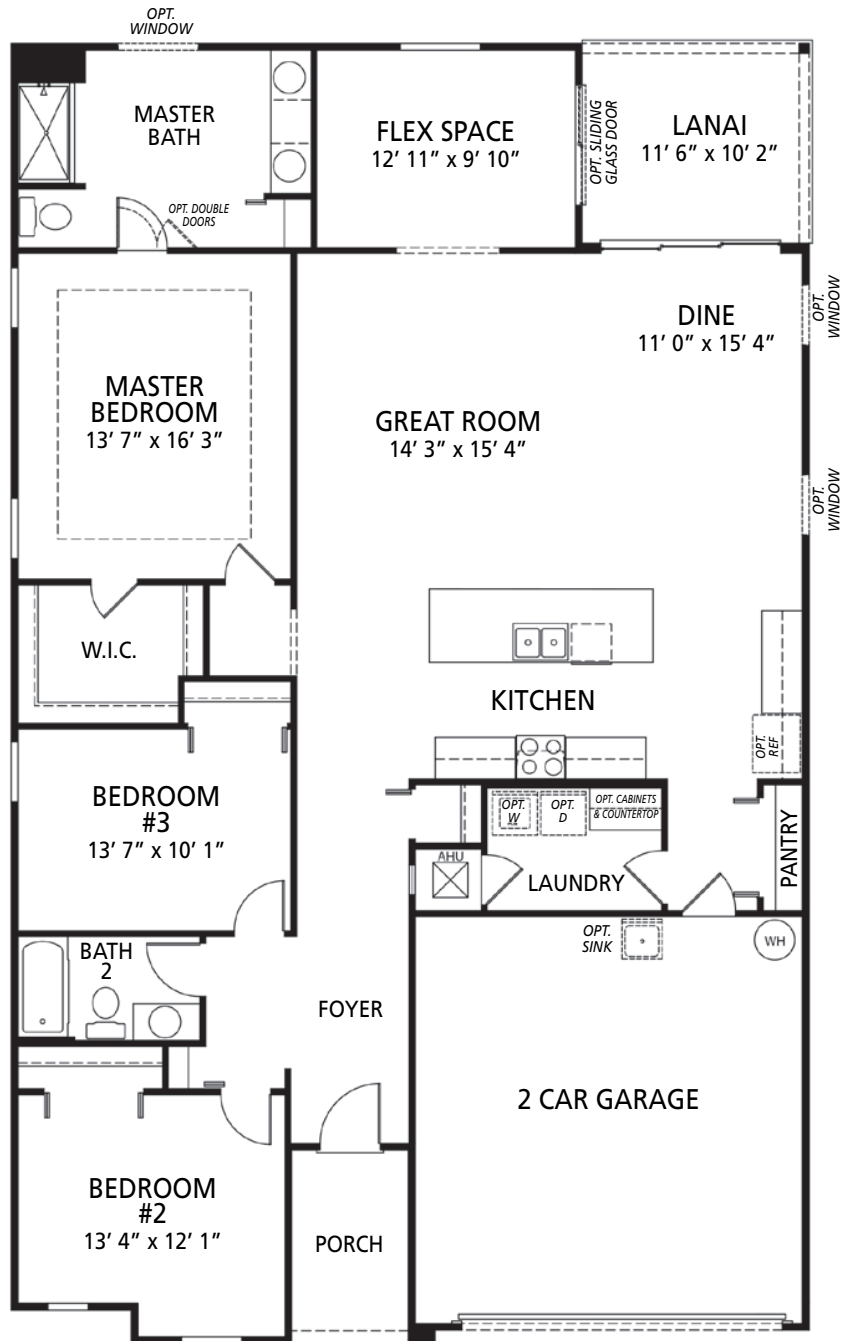 OPT.
WINDOW
MASTER
BATH
FLEX SPACE
12' 11" x 9' 10"
OPT. SLIDING
GLASS DOOR
LANAI
11' 6" x 10' 2"
OPT. DOUBLE
DOORS
OPT.
WINDOW
DINE
11' 0" x 15' 4"
MASTER
BEDROOM
13' 7" x 16' 3"
GREAT ROOM
14' 3" x 15' 4"
OPT.
WINDOW
W.I.C.
KITCHEN
OPT.
REF
BEDROOM
#3
13' 7" x 10' 1"
OPT.
W
OPT.
D
OPT. CABINETS
& COUNTERTOP
PANTRY
AHU
LAUNDRY
OPT.
SINK
WH
BATH
2
FOYER
2 CAR GARAGE
BEDROOM
#2
13' 4" x 12' 1"
PORCH